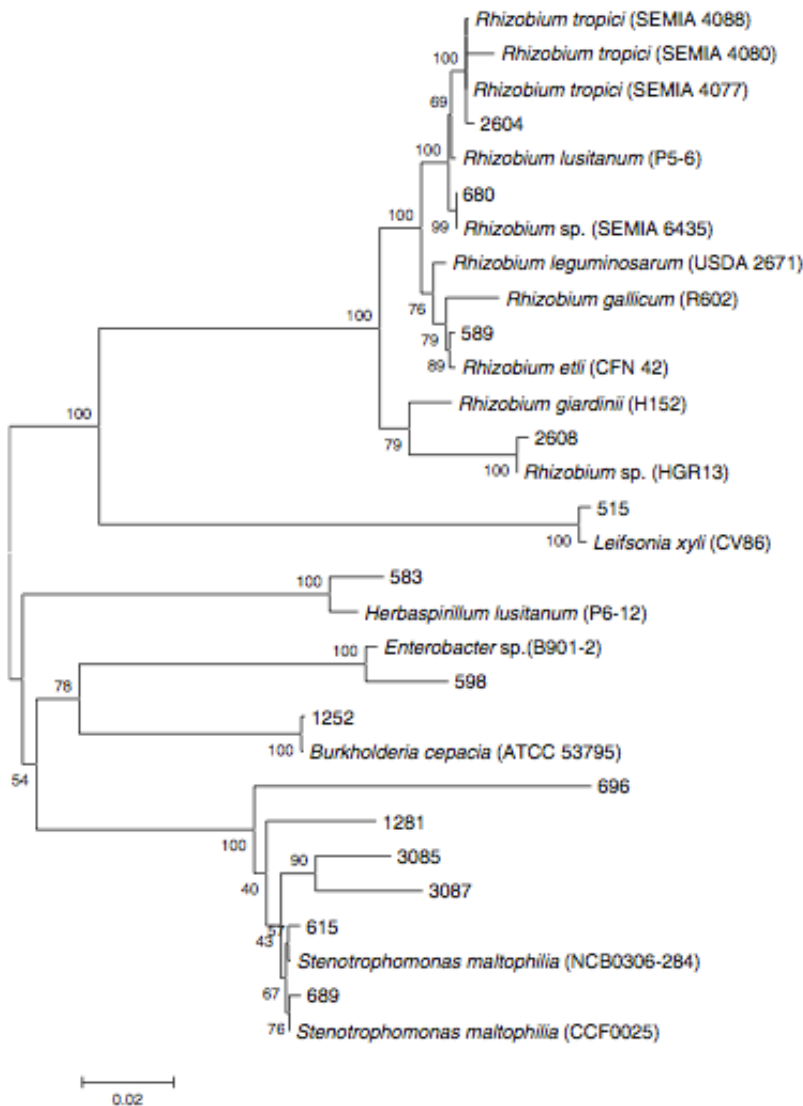 Rhizobium tropici (SEMIA 4088)
100
Rhizobium tropici (SEMIA 4080)
Rhizobium tropici (SEMIA 4077)
69
2604
100
Rhizobium lusitanum (P5-6)
680
100
99
Rhizobium sp. (SEMIA 6435)
Rhizobium leguminosarum (USDA 2671)
76
Rhizobium gallicum (R602)
100
79
589
89
Rhizobium etli (CFN 42)
Rhizobium giardinii (H152)
100
79
2608
100
Rhizobium sp. (HGR13)
515
100
Leifsonia xyli (CV86)
100
583
Herbaspirillum lusitanum (P6-12)
100
Enterobacter sp.(B901-2)
78
598
1252
100
Burkholderia cepacia (ATCC 53795)
54
696
100
1281
90
3085
40
3087
57
43
615
Stenotrophomonas maltophilia (NCB0306-284)
67
689
76
Stenotrophomonas maltophilia (CCF0025)
0.02